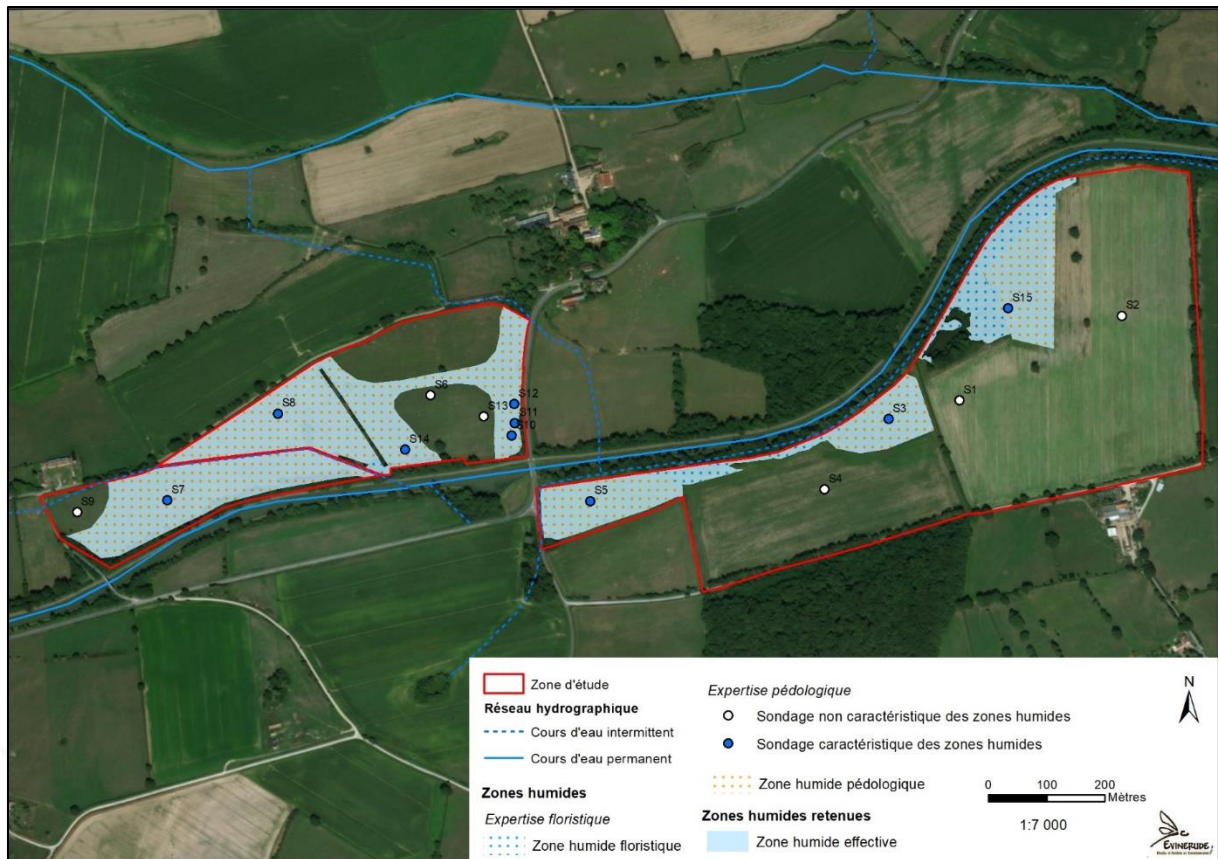 S15
S2
S6
S12
S8
S13
S11
S1
S3
S10
S14
S4
S7
S5
S9
Zone d'étude
Réseau hydrographique
Cours d'eau intermittent
Cours d'eau permanent
Zones humides
Expertise floristique
Zone humide floristique
Expertise pédologique
Sondage non caractéristique des zones humides
Sondage caractéristique des zones humides
Zone humide pédologique
Zones humides retenues
Zone humide effective
N
0 100 200
Mètres
1:7 000
EVINERUDE